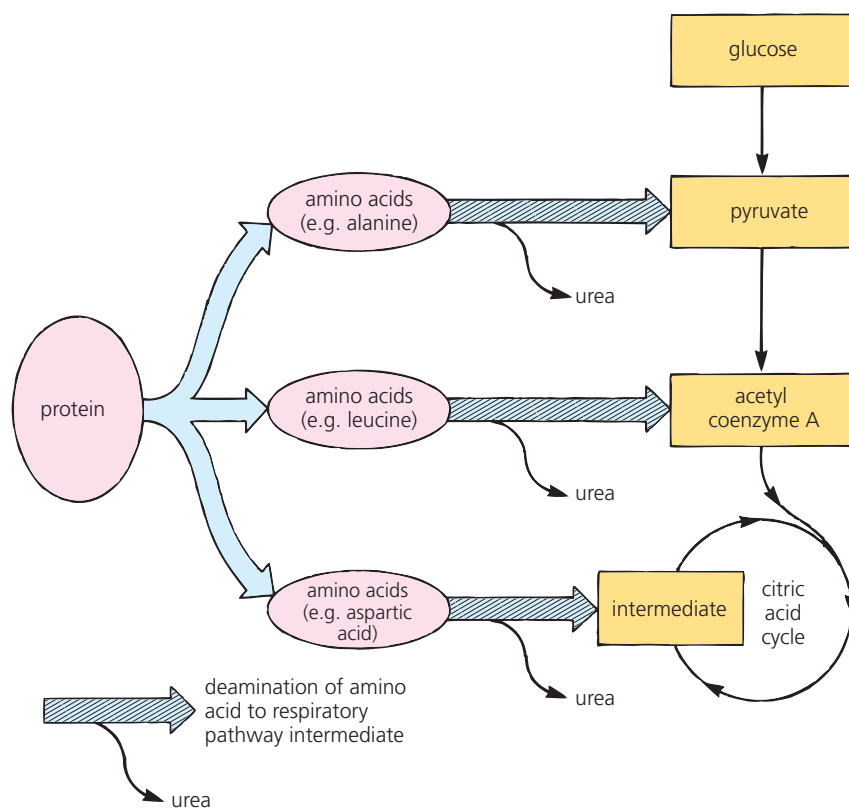 glucose
amino acids
(e.g. alanine)
pyruvate
urea
protein
amino acids
(e.g. leucine)
acetyl
coenzyme A
urea
amino acids
(e.g. aspartic
acid)
intermediate
citric
acid
cycle
urea
deamination of amino
acid to respiratory
pathway intermediate
urea